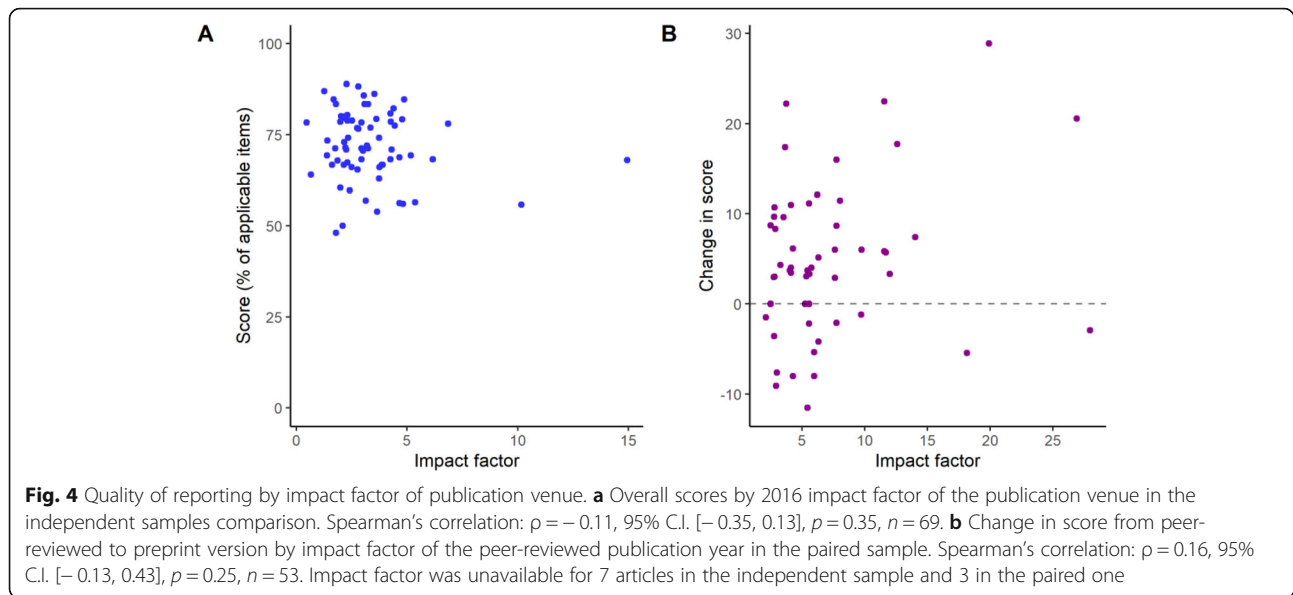 A
B
100
75
50
25
0
Score (% of applicable items)
0
5
10
15
Impact factor
30
20
10
0
-10
Change in score
5
10
15
20
25
Impact factor
Fig. 4 Quality of reporting by impact factor of publication venue. a Overall scores by 2016 impact factor of the publication venue in the
independent samples comparison. Spearman's correlation: ρ = − 0.11, 95% C.I. [− 0.35, 0.13], p = 0.35, n = 69. b Change in score from peer-
reviewed to preprint version by impact factor of the peer-reviewed publication year in the paired sample. Spearman's correlation: ρ = 0.16, 95%
C.I. [− 0.13, 0.43], p = 0.25, n = 53. Impact factor was unavailable for 7 articles in the independent sample and 3 in the paired one